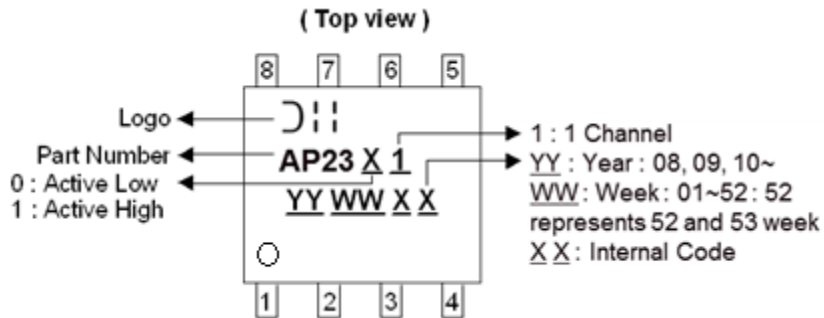 ( Top view )
8 7 6 5
Logo
Part Number
0 : Active Low
1 : Active High
AP23 X 1
YY WW X X
1 : 1 Channel
YY : Year : 08, 09, 10~
WW : Week : 01~52 : 52
represents 52 and 53 week
X X : Internal Code
1 2 3 4